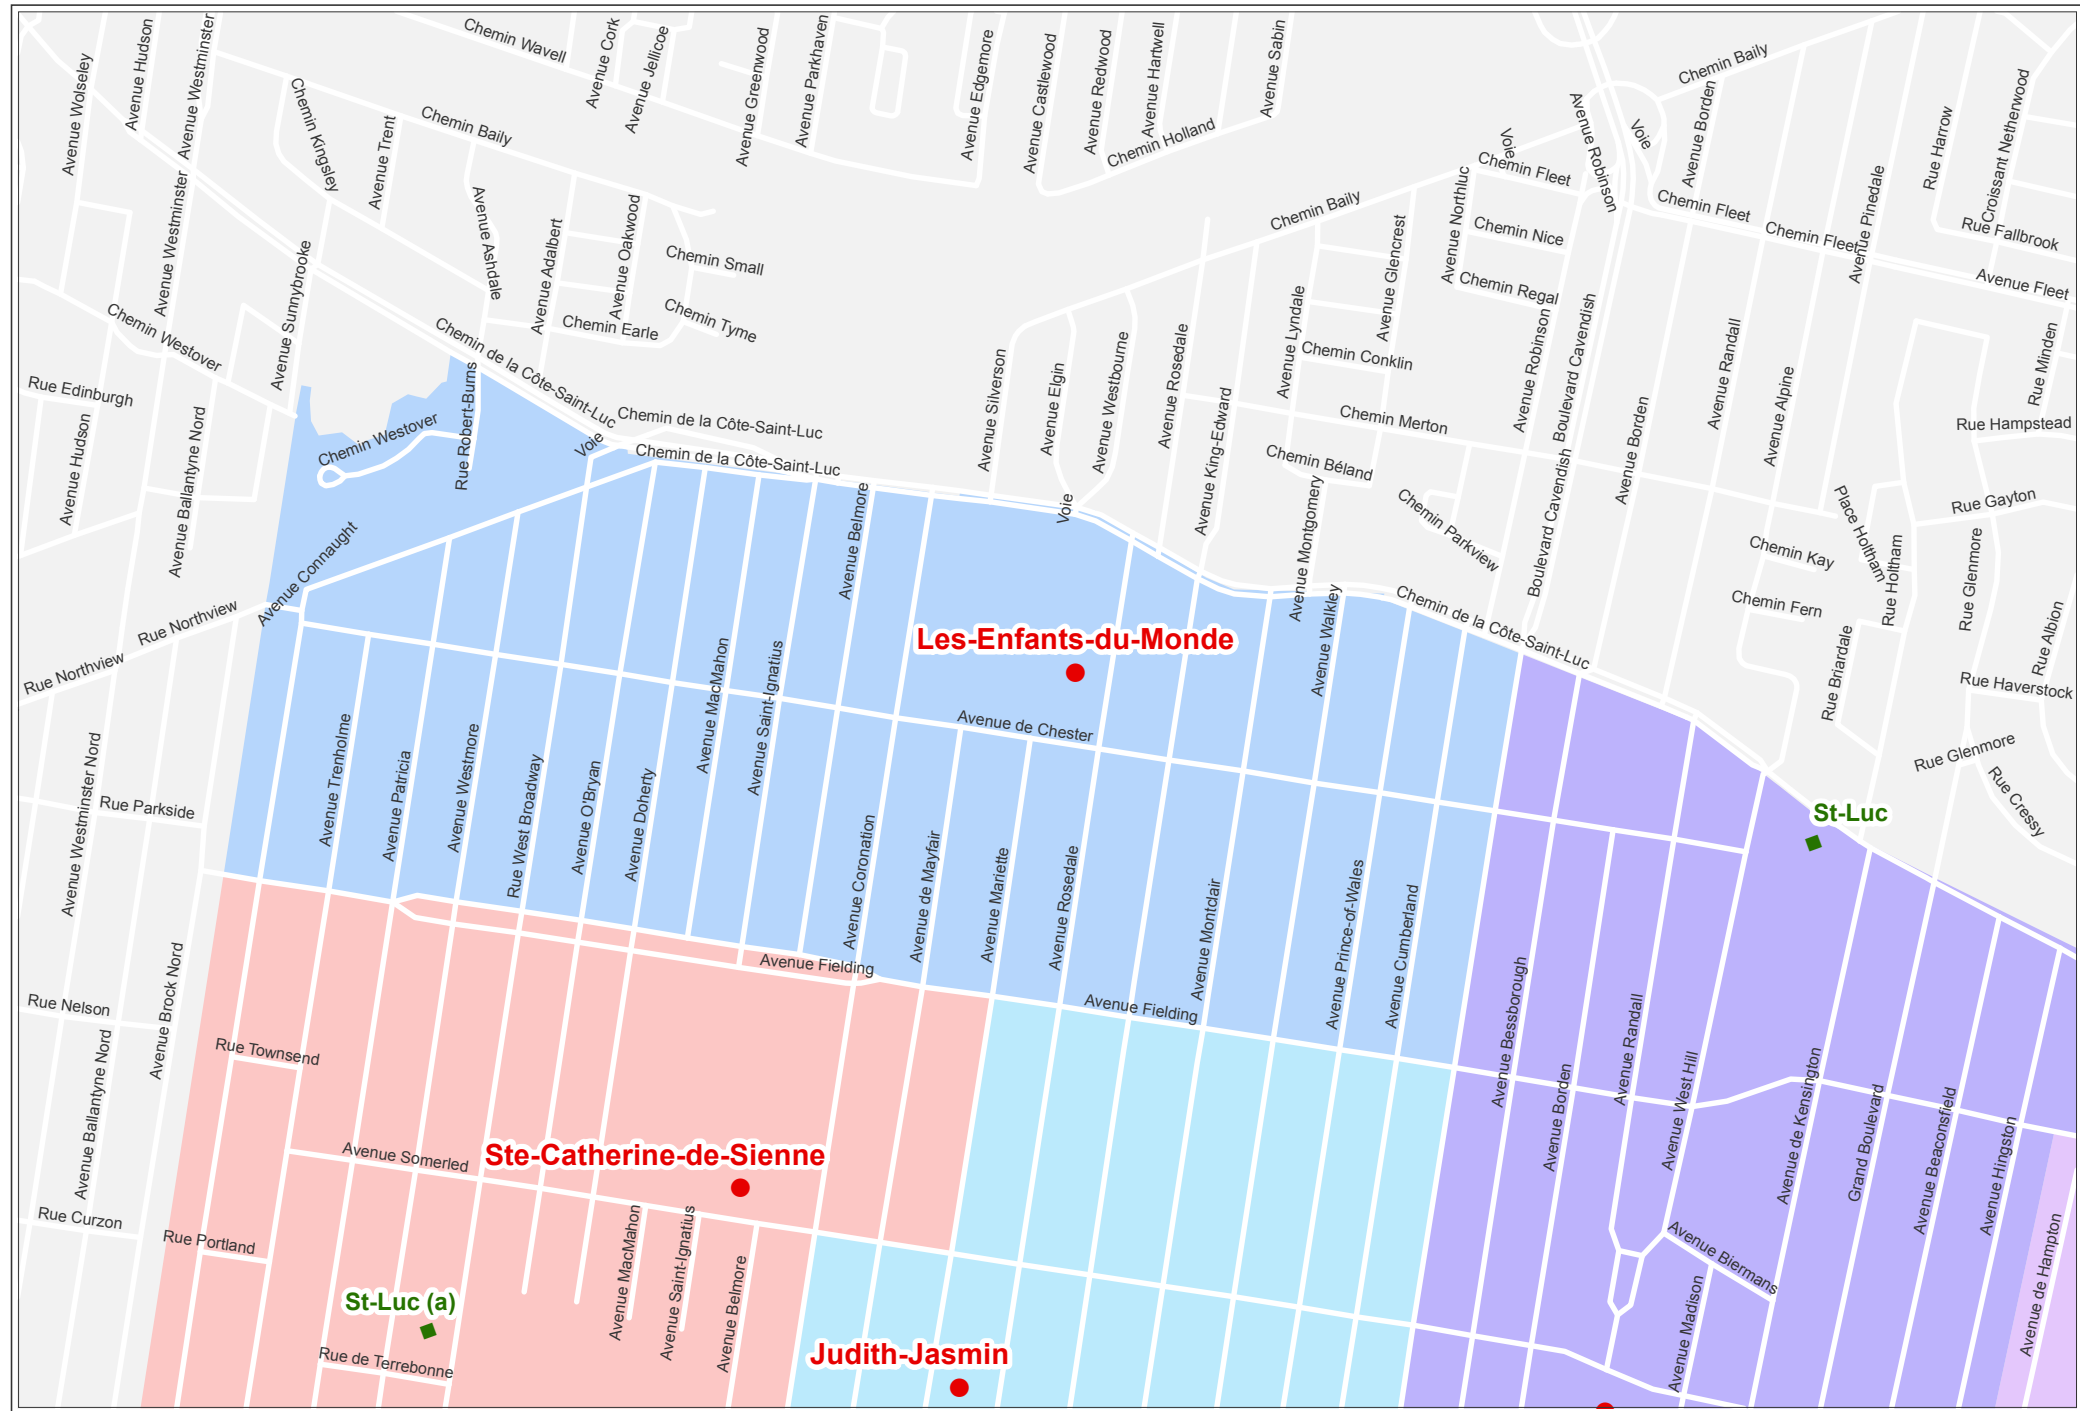 Avenue Wolseley
Avenue Hudson
Avenue Westminster
Chemin Wavell
Avenue Cork
Avenue Jellicoe
Avenue Greenwood
Avenue Parkhaven
Avenue Edgemore
Avenue Castlewood
Avenue Redwood
Avenue Hartwell
Avenue Sabin
Chemin Holland
Chemin Baily
Avenue Borden
Avenue Robinson
Voie
Voie
Rue Harrow
Croissant Netherwood
Chemin Kingsley
Avenue Trent
Chemin Baily
Avenue Westminster
Avenue Ashdale
Avenue Adalbert
Avenue Oakwood
Chemin Small
Chemin Tyme
Chemin Earle
Avenue Sunnybrooke
Chemin Westover
Chemin Baily
Avenue Northluc
Chemin Fleet
Chemin Fleet
Chemin Fleet
Avenue Pinedale
Rue Fallbrook
Avenue Fleet
Chemin Nice
Chemin Regal
Avenue Glencrest
Avenue Lyndale
Chemin Conklin
Avenue Robinson
Boulevard Cavendish
Boulevard Cavendish
Avenue Randall
Avenue Alpine
Avenue Borden
Rue Minden
Rue Hampstead
Rue Edinburgh
Avenue Hudson
Avenue Ballantyne Nord
Chemin de la Côte-Saint-Luc
Chemin de la Côte-Saint-Luc
Chemin de la Côte-Saint-Luc
Voie
Chemin Westover
Rue Robert-Burns
Avenue Silverson
Avenue Elgin
Avenue Westbourne
Avenue Rosedale
Avenue King-Edward
Voie
Chemin Merton
Chemin Béland
Avenue Montgomery
Chemin Parkview
Place Holtham
Rue Holtham
Rue Gayton
Rue Glenmore
Chemin Kay
Chemin Fern
Rue Briardale
Rue Albion
Rue Haverstock
Rue Glenmore
Rue Cressy
Rue Northview
Rue Northview
Avenue Connaught
Avenue Belmore
Les-Enfants-du-Monde
Avenue Walkley
Chemin de la Côte-Saint-Luc
Avenue de Chester
St-Luc
Avenue Westminster Nord
Rue Parkside
Avenue Trenholme
Avenue Patricia
Avenue Westmore
Rue West Broadway
Avenue O'Bryan
Avenue Doherty
Avenue MacMahon
Avenue Saint-Ignatius
Avenue Coronation
Avenue de Mayfair
Avenue Mariette
Avenue Rosedale
Avenue Montclair
Avenue Prince-of-Wales
Avenue Cumberland
Avenue Fielding
Avenue Fielding
Rue Nelson
Avenue Brock Nord
Avenue Ballantyne Nord
Rue Townsend
Avenue Bessborough
Avenue Borden
Avenue Randall
Avenue West Hill
Avenue de Kensington
Grand Boulevard
Avenue Beaconsfield
Avenue Hingston
Avenue de Hampton
Avenue Somerled
Ste-Catherine-de-Sienne
Rue Curzon
Rue Portland
St-Luc (a)
Avenue MacMahon
Avenue Saint-Ignatius
Avenue Belmore
Rue de Terrebonne
Judith-Jasmin
Avenue Biermans
Avenue Madison